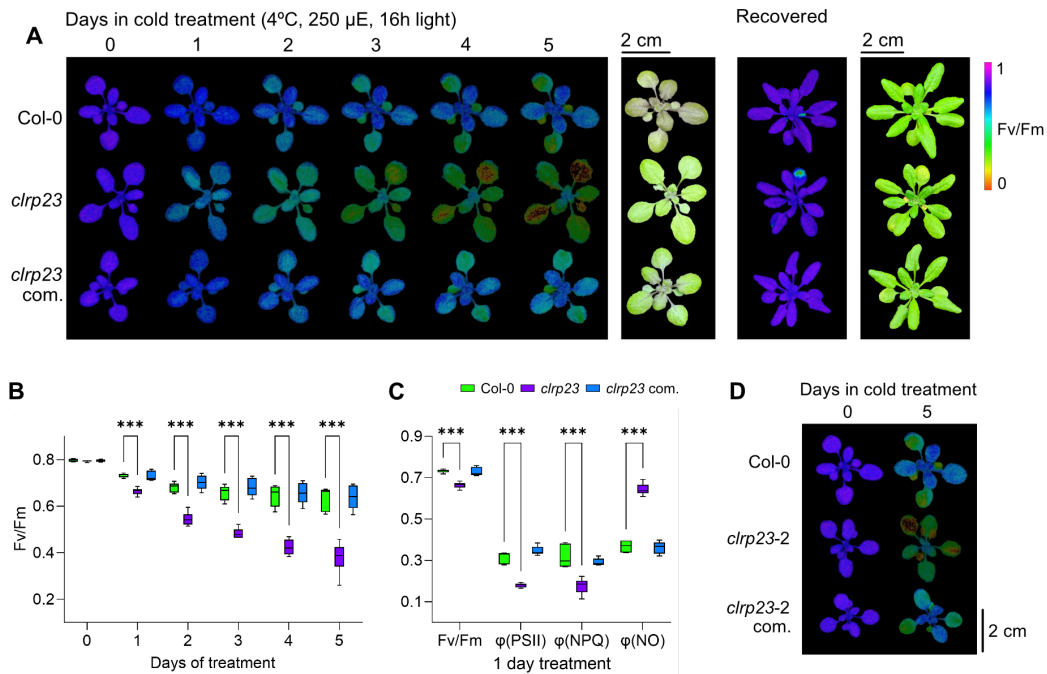 Days in cold treatment (4ºC, 250 µE, 16h light)
Recovered
A
0 1 2 3 4 5
2 cm
2 cm
Col-0
clrp23
clrp23
com.
1
Fv/Fm
0
B
Fv/Fm
0.8
0.6
0.4
0.2
*** *** *** *** ***
0 1 2 3 4 5
Days of treatment
C
Col-0 clrp23 clrp23 com.
0.9
0.7
0.5
0.3
0.1
*** *** *** ***
Fv/Fm φ(PSII) φ(NPQ) φ(NO)
1 day treatment
D
Days in cold treatment
0 5
Col-0
clrp23-2
clrp23-2
com.
2 cm